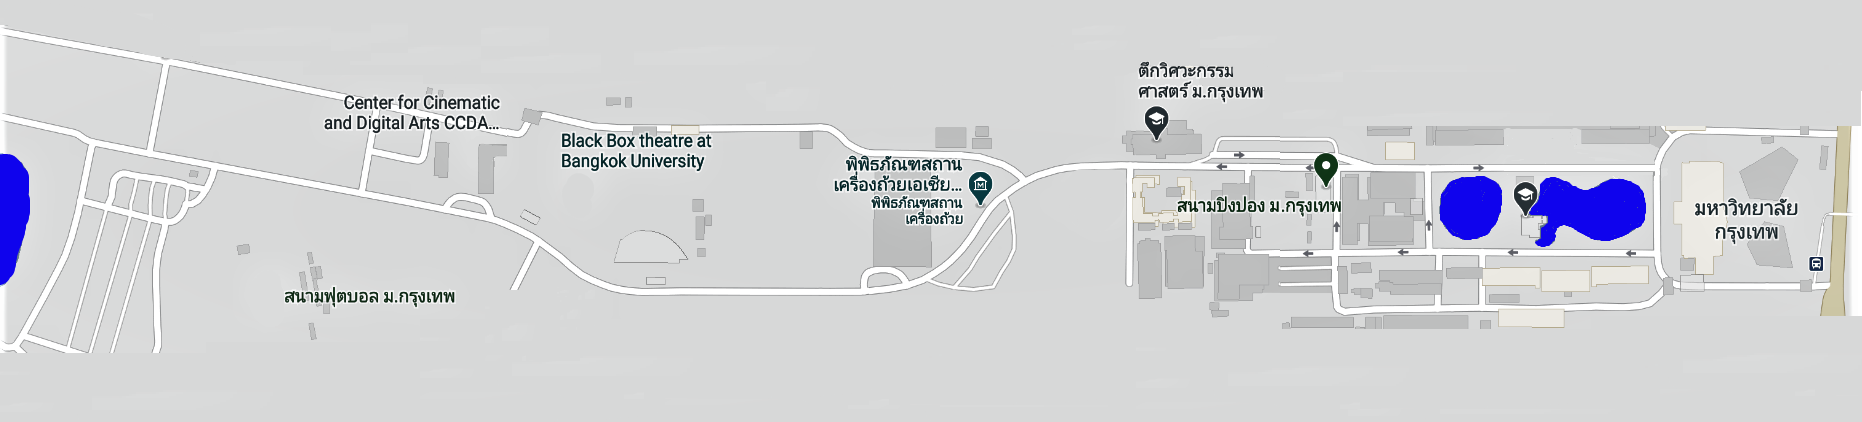 ตึกวิศวะกรรม
ศาสตร์ ม.กรุงเทพ
Center for Cinematic
and Digital Arts CCDA...
Black Box theatre at
Bangkok University
พิพิธภัณฑสถาน
เครื่องถ้วยเอเชีย...
พิพิธภัณฑสถาน
เครื่องถ้วย
สนามปิงปอง ม.กรุงเทพ
มหาวิทยาลัย
กรุงเทพ
สนามฟุตบอล ม.กรุงเทพ